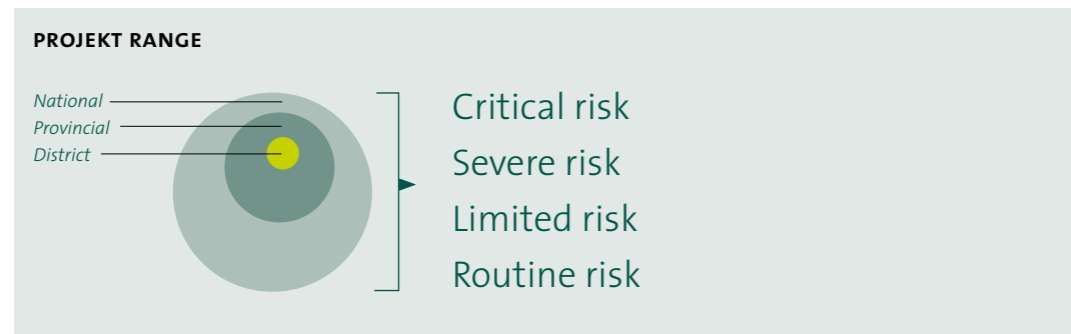 PROJEKT RANGE
National
Provincial
District
Critical risk
Severe risk
Limited risk
Routine risk